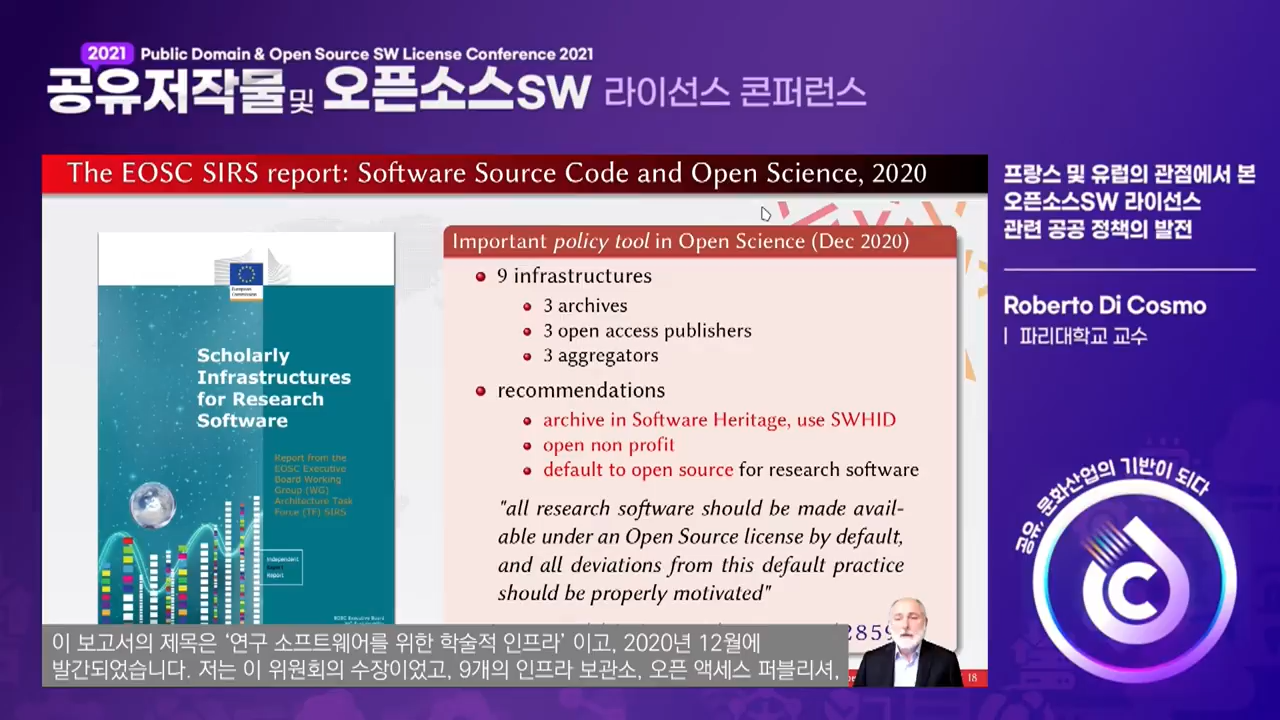 2021 Public Domain & Open Source SW License Conference 2021
공유저작물 및 오픈소스SW 라이선스 콘퍼런스
The EOSC SIRS report: Software Source Code and Open Science, 2020
European
Commission
Scholarly
Infrastructures
for Research
Software
Report from the
EOSC Executive
Board Working
Group (WG)
Architecture Task
Force (TF) SIRS
Independent
Expert
Report
EOSC Executive Board
Important policy tool in Open Science (Dec 2020)
9 infrastructures
3 archives
3 open access publishers
3 aggregators
recommendations
archive in Software Heritage, use SWHID
open non profit
default to open source for research software
"all research software should be made avail-
able under an Open Source license by default,
and all deviations from this default practice
should be properly motivated"
2859
18
이 보고서의 제목은 ‘연구 소프트웨어를 위한 학술적 인프라’ 이고, 2020년 12월에
발간되었습니다. 저는 이 위원회의 수장이었고, 9개의 인프라 보관소, 오픈 액세스 퍼블리셔,
프랑스 및 유럽의 관점에서 본
오픈소스SW 라이선스
관련 공공 정책의 발전
Roberto Di Cosmo
| 파리대학교 교수
공유, 문화산업의 기반이 되다